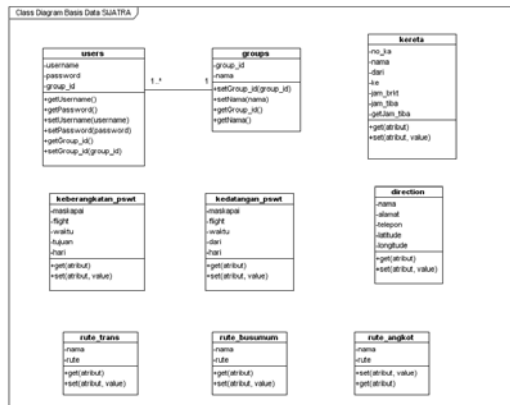 Class Diagram Basis Data SIJATRA
users
-username
-password
-group_id
+getUsername()
+getPassword()
+setUsername(username)
+setPassword(password)
+getGroup_id()
+setGroup_id(group_id)
1..*
1
groups
-group_id
-nama
+setGroup_id(group_id)
+setNama(nama)
+getGroup_id()
+getNama()
kereta
-no_ka
-nama
-dari
-ke
-jam_brkt
-jam_tiba
-getJam_tiba
+get(atribut)
+set(atribut, value)
keberangkatan_pswt
-maskapai
-flight
-waktu
-tujuan
-hari
+get(atribut)
+set(atribut, value)
kedatangan_pswt
-maskapai
-flight
-waktu
-dari
-hari
+get(atribut)
+set(atribut, value)
direction
-nama
-alamat
-telepon
-latitude
-longitude
+get(atribut)
+set(atribut, value)
rute_trans
-nama
-rute
+get(atribut)
+set(atribut, value)
rute_busumum
-nama
-rute
+get(atribut)
+set(atribut, value)
rute_angkot
-nama
-rute
+set(atribut, value)
+get(atribut)